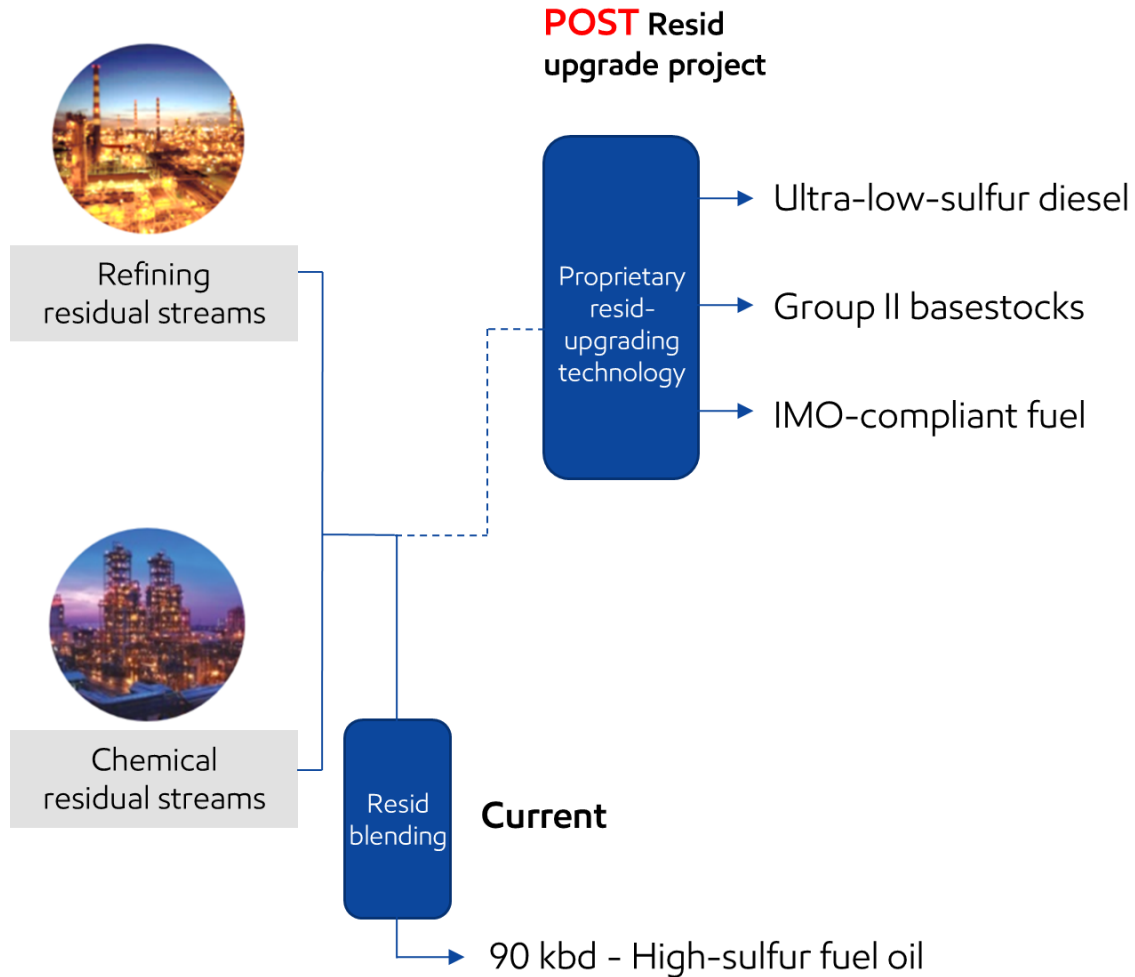 POST Resid
upgrade project
Refining
residual streams
Proprietary
resid-
upgrading
technology
Ultra-low-sulfur diesel
Group II basestocks
IMO-compliant fuel
Chemical
residual streams
Resid
blending
Current
90 kbd - High-sulfur fuel oil